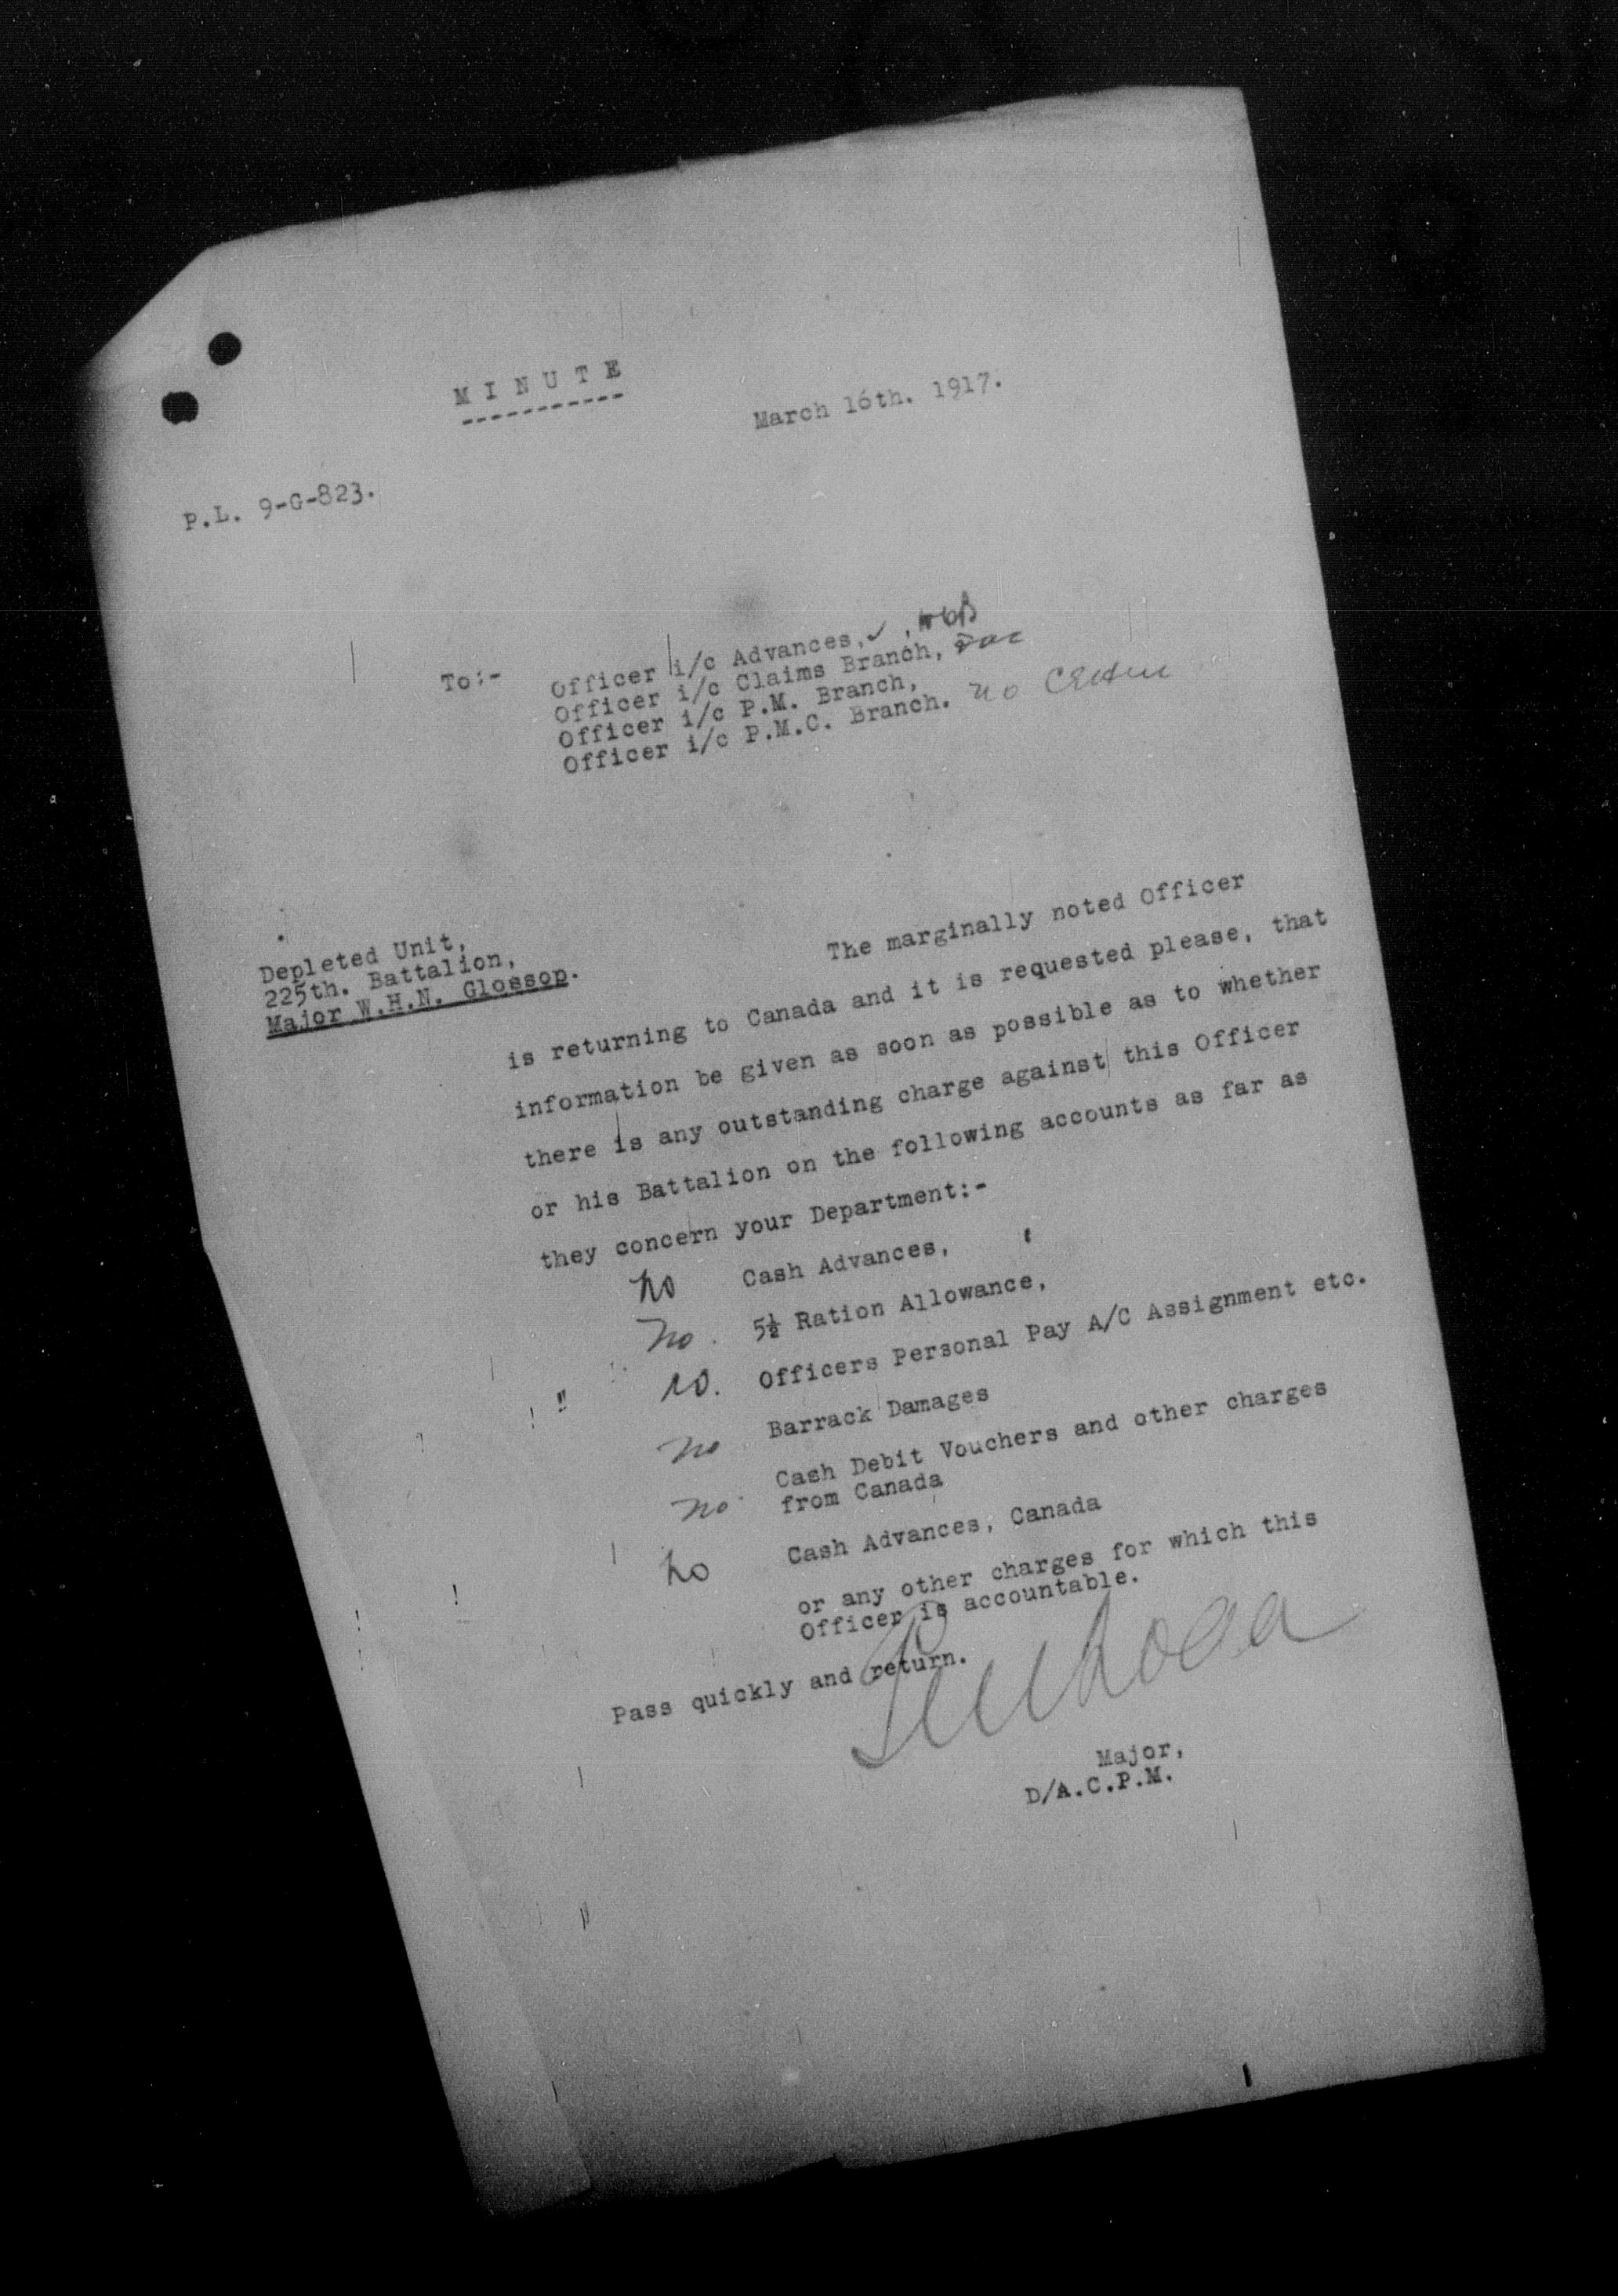 M I N U T E
-----------
March 16th. 1917.
P.L. 9-G-823.
To:- Officer i/c Advances,
Officer i/c Claims Branch,
Officer i/c P.M. Branch,
Officer i/c P.M.C. Branch. no
Depleted Unit,
225th. Battalion,
Major W.H.N. Glossop.
The marginally noted Officer
is returning to Canada and it is requested please, that
information be given as soon as possible as to whether
there is any outstanding charge against this Officer
or his Battalion on the following accounts as far as
they concern your Department:-
no Cash Advances,
no. 5½ Ration Allowance,
no. Officers Personal Pay A/C Assignment etc.
no Barrack Damages
no Cash Debit Vouchers and other charges
from Canada
no Cash Advances, Canada
or any other charges for which this
Officer is accountable.
Pass quickly and return.
Major,
D/A.C.P.M.